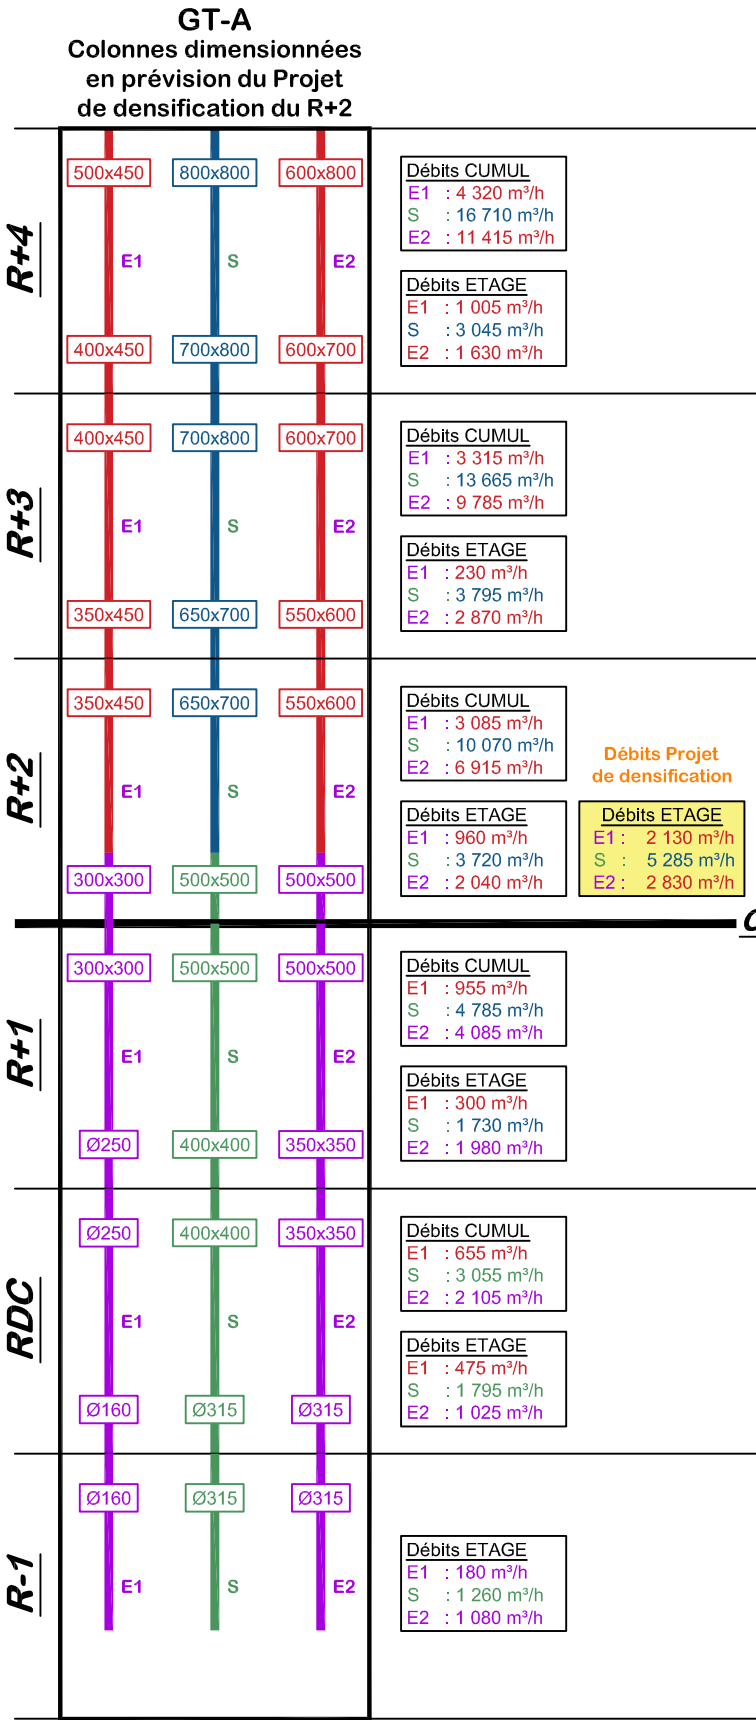 GT-A
Colonnes dimensionnées
en prévision du Projet
de densification du R+2
R+4
500x450 800x800 600x800
E1 S E2
400x450 700x800 600x700
Débits CUMUL
E1 : 4 320 m³/h
S : 16 710 m³/h
E2 : 11 415 m³/h
Débits ETAGE
E1 : 1 005 m³/h
S : 3 045 m³/h
E2 : 1 630 m³/h
R+3
400x450 700x800 600x700
E1 S E2
350x450 650x700 550x600
Débits CUMUL
E1 : 3 315 m³/h
S : 13 665 m³/h
E2 : 9 785 m³/h
Débits ETAGE
E1 : 230 m³/h
S : 3 795 m³/h
E2 : 2 870 m³/h
R+2
350x450 650x700 550x600
E1 S E2
300x300 500x500 500x500
Débits CUMUL
E1 : 3 085 m³/h
S : 10 070 m³/h
E2 : 6 915 m³/h
Débits ETAGE
E1 : 960 m³/h
S : 3 720 m³/h
E2 : 2 040 m³/h
Débits Projet
de densification
Débits ETAGE
E1 : 2 130 m³/h
S : 5 285 m³/h
E2 : 2 830 m³/h
R+1
300x300 500x500 500x500
E1 S E2
Ø250 400x400 350x350
Débits CUMUL
E1 : 955 m³/h
S : 4 785 m³/h
E2 : 4 085 m³/h
Débits ETAGE
E1 : 300 m³/h
S : 1 730 m³/h
E2 : 1 980 m³/h
RDC
Ø250 400x400 350x350
E1 S E2
Ø160 Ø315 Ø315
Débits CUMUL
E1 : 655 m³/h
S : 3 055 m³/h
E2 : 2 105 m³/h
Débits ETAGE
E1 : 475 m³/h
S : 1 795 m³/h
E2 : 1 025 m³/h
R-1
Ø160 Ø315 Ø315
E1 S E2
Débits ETAGE
E1 : 180 m³/h
S : 1 260 m³/h
E2 : 1 080 m³/h